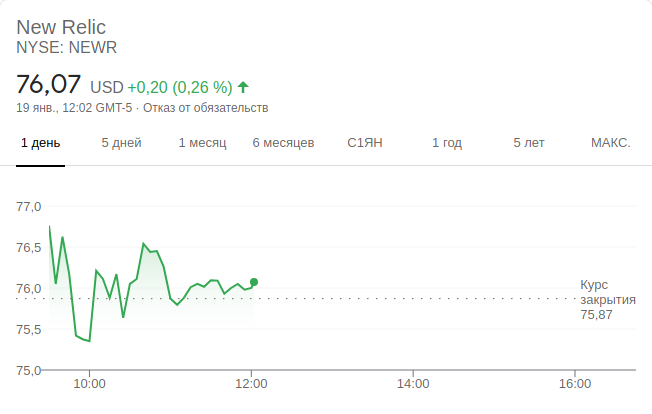 New Relic
NYSE: NEWR
76,07 USD +0,20 (0,26 %)
19 янв., 12:02 GMT-5 · Отказ от обязательств
1 день 5 дней 1 месяц 6 месяцев С1ЯН 1 год 5 лет МАКС.
77,0
76,5
76,0
75,5
75,0
Курс
закрытия
75,87
10:00 12:00 14:00 16:00